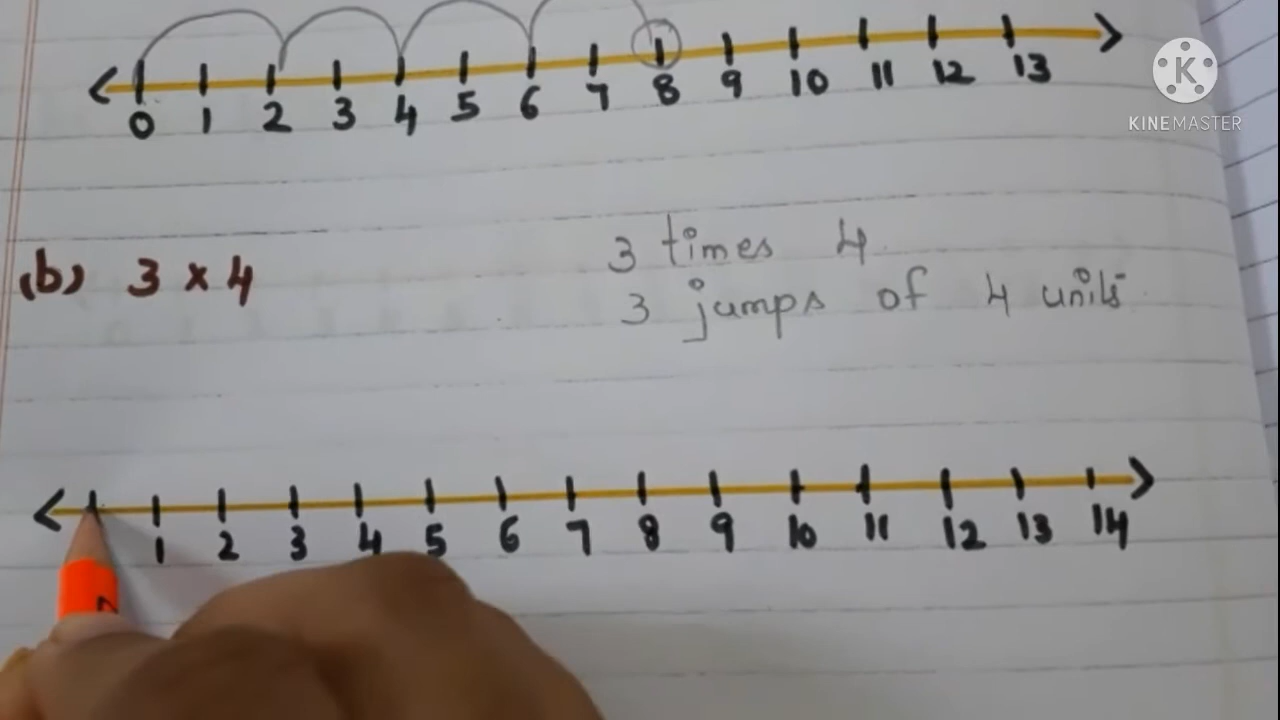 0 1 2 3 4 5 6 7 8 9 10 11 12 13
KINEMASTER
(b) 3 x 4
3 times 4
3 jumps of 4 units
1 2 3 4 5 6 7 8 9 10 11 12 13 14